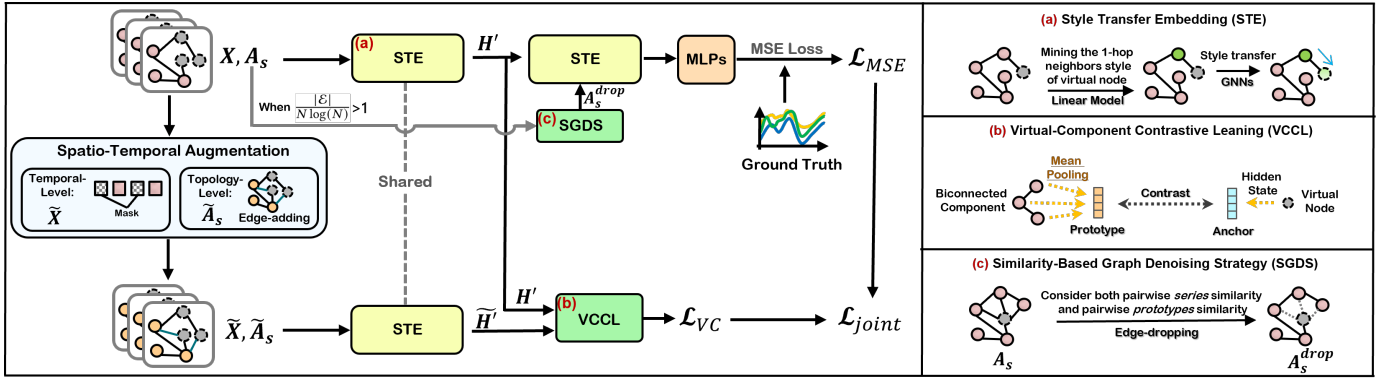 X, A_s
When |𝓔| / N log(N) >1
(a)
STE
H′
STE
MLPs
MSE Loss
𝓛_MSE
A_s^drop
(c)
SGDS
Ground Truth
Spatio-Temporal Augmentation
Temporal-
Level:
X̃
Mask
Topology-
Level:
Ã_s
Edge-adding
Shared
X̃, Ã_s
STE
H̃′
H′
(b)
VCCL
𝓛_VC
𝓛_joint
(a) Style Transfer Embedding (STE)
Mining the 1-hop
neighbors style
of virtual node
Linear Model
Style transfer
GNNs
(b) Virtual-Component Contrastive Leaning (VCCL)
Mean
Pooling
Biconnected
Component
Prototype
Contrast
Anchor
Hidden
State
Virtual
Node
(c) Similarity-Based Graph Denoising Strategy (SGDS)
Consider both pairwise series similarity
and pairwise prototypes similarity
Edge-dropping
A_s
A_s^drop